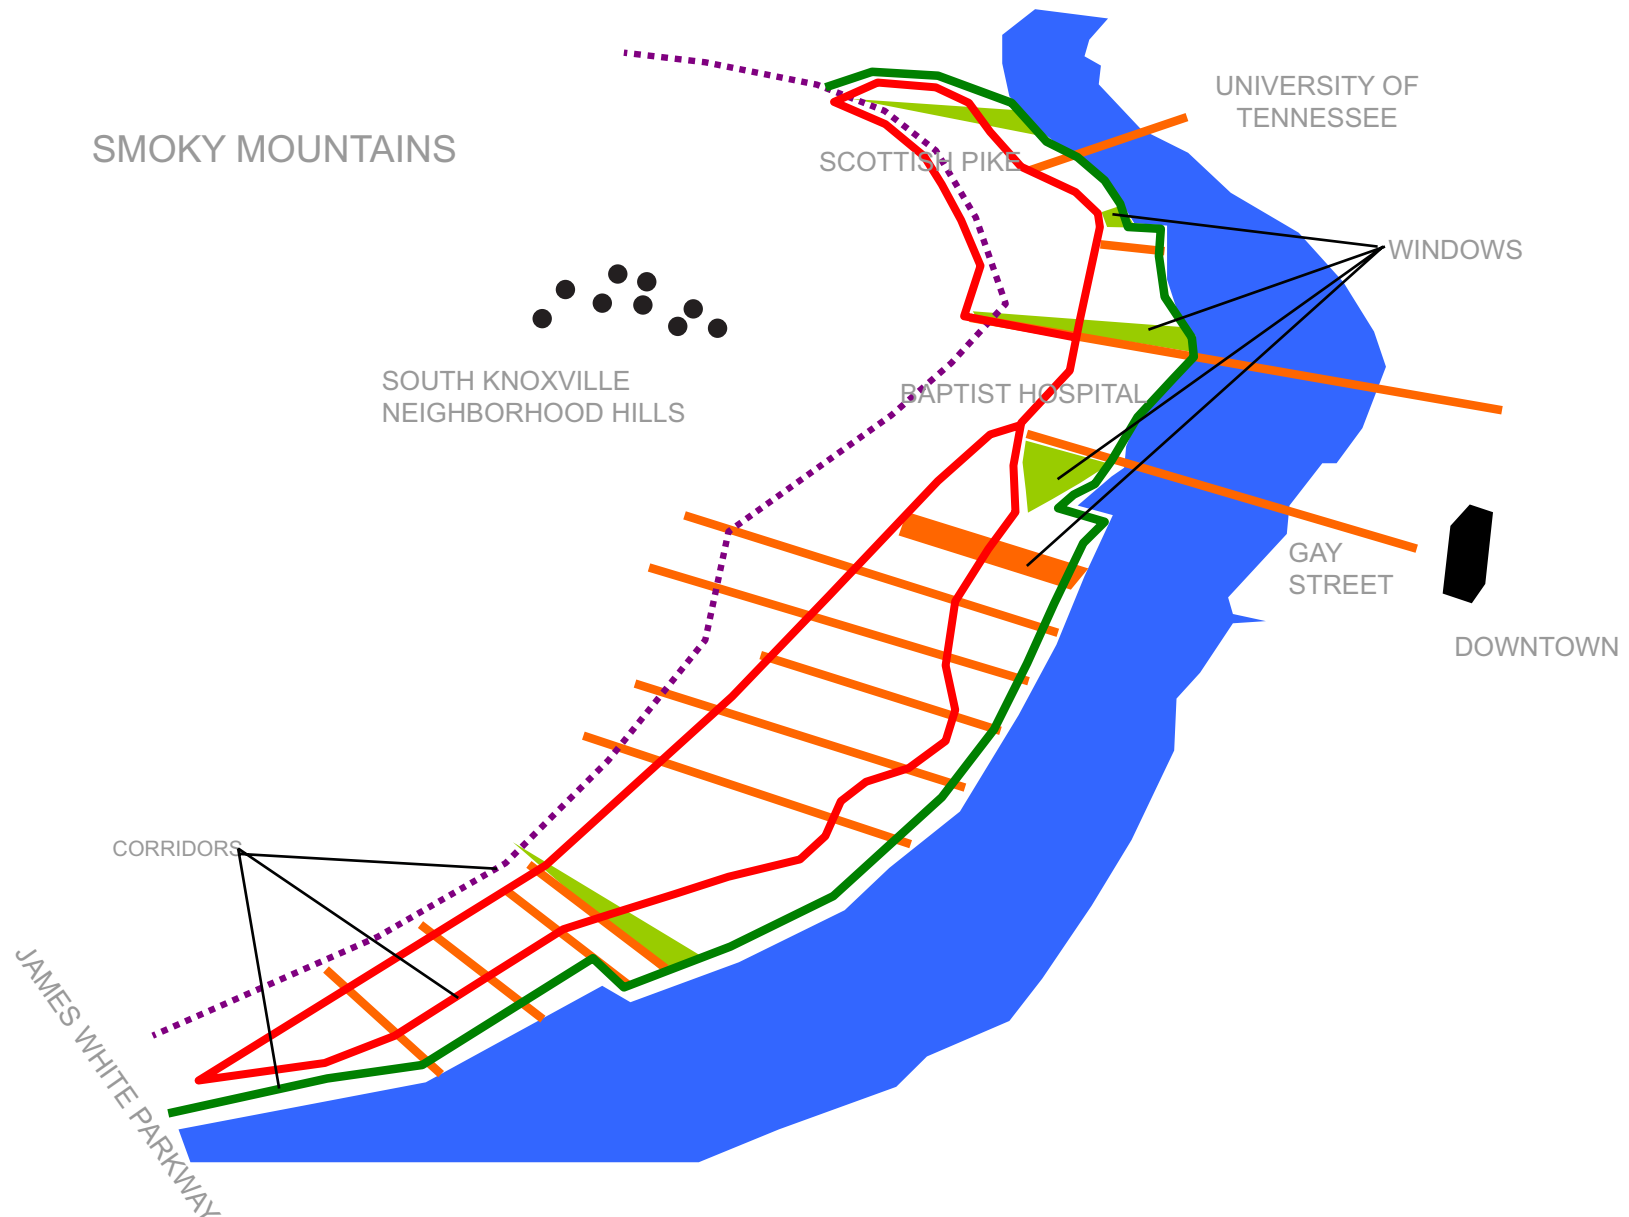 UNIVERSITY OF
TENNESSEE
SMOKY MOUNTAINS
SCOTTISH PIKE
WINDOWS
SOUTH KNOXVILLE
NEIGHBORHOOD HILLS
BAPTIST HOSPITAL
GAY
STREET
DOWNTOWN
CORRIDORS
JAMES WHITE PARKWAY